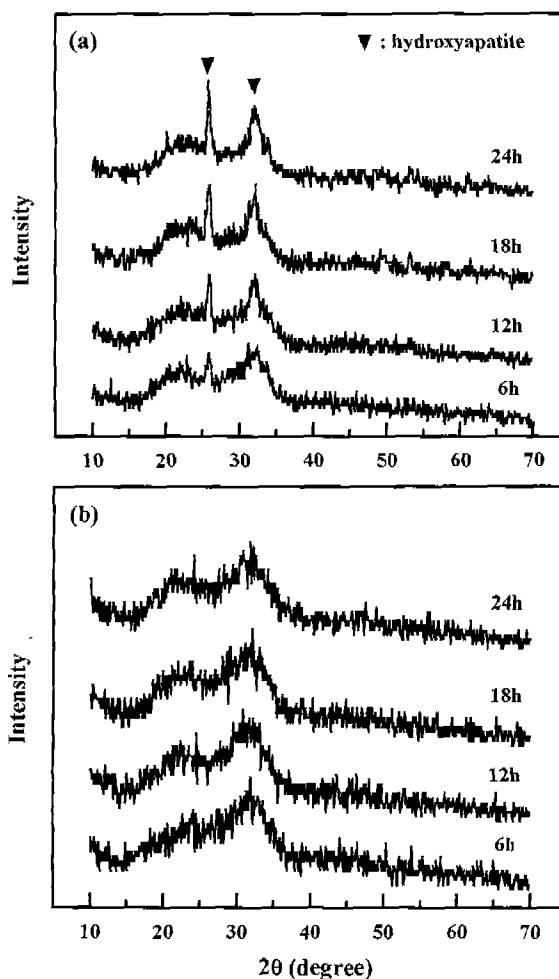 (a) ▼ : hydroxyapatite
24h
18h
12h
6h
Intensity
10 20 30 40 50 60 70
(b)
24h
18h
12h
6h
Intensity
10 20 30 40 50 60 70
2θ (degree)